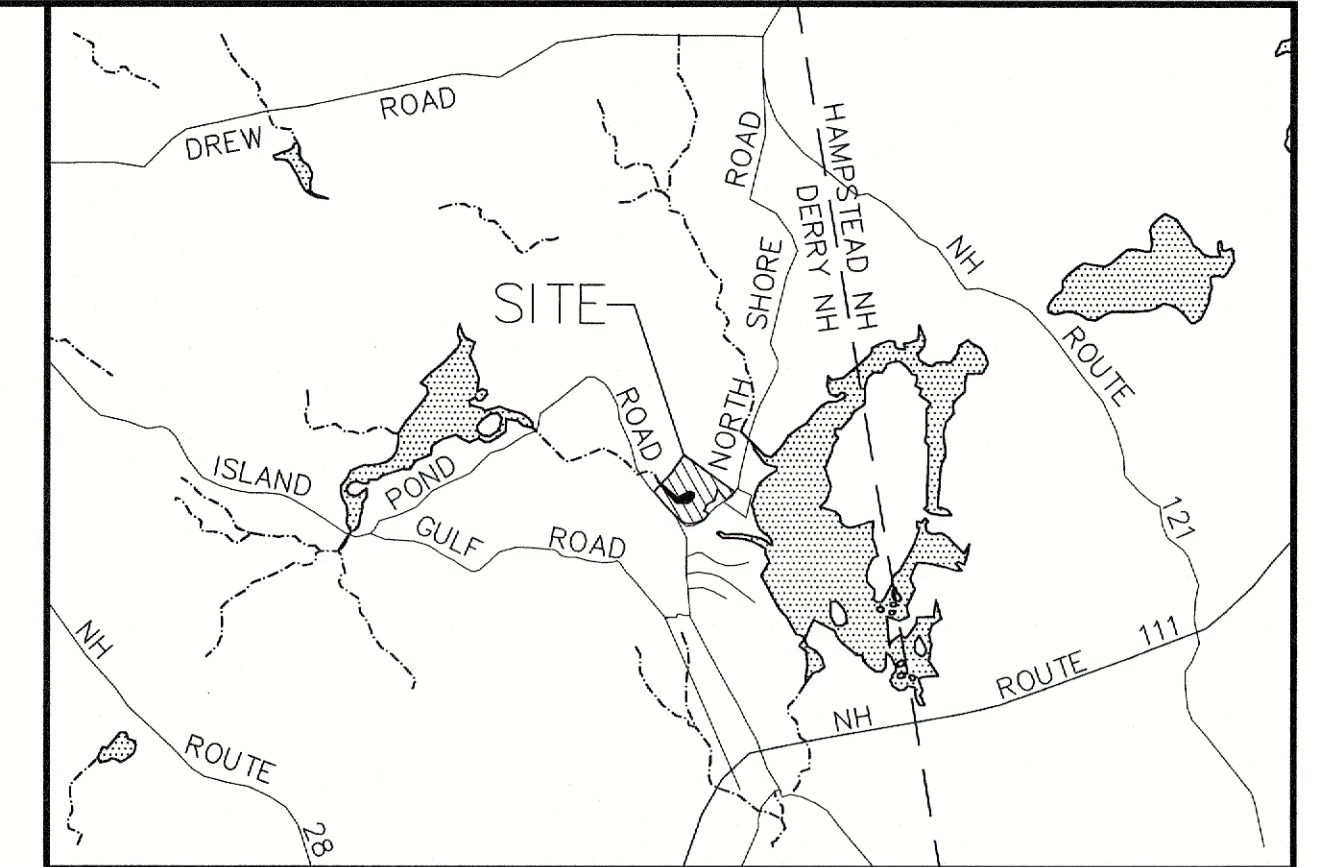 DREW ROAD
NORTH SHORE ROAD
HAMPSTEAD NH
DERRY NH
SITE
NH ROUTE 121
ISLAND POND ROAD
GULF ROAD
NH ROUTE 111
NH ROUTE 28